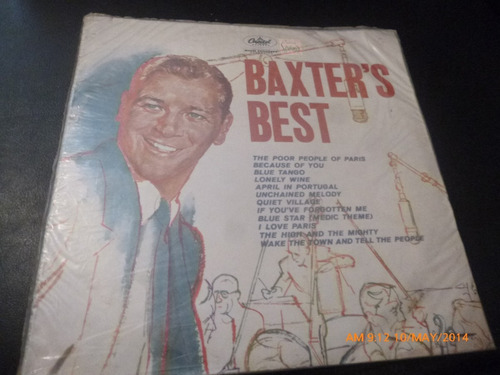 Capitol
BAXTER'S
BEST
THE POOR PEOPLE OF PARIS
BECAUSE OF YOU
BLUE TANGO
LONELY WINE
APRIL IN PORTUGAL
UNCHAINED MELODY
QUIET VILLAGE
IF YOU'VE FORGOTTEN ME
BLUE STAR (MEDIC THEME)
I LOVE PARIS
THE HIGH AND THE MIGHTY
WAKE THE TOWN AND TELL THE PEOPLE
AM 9:17 10/MAY/2014